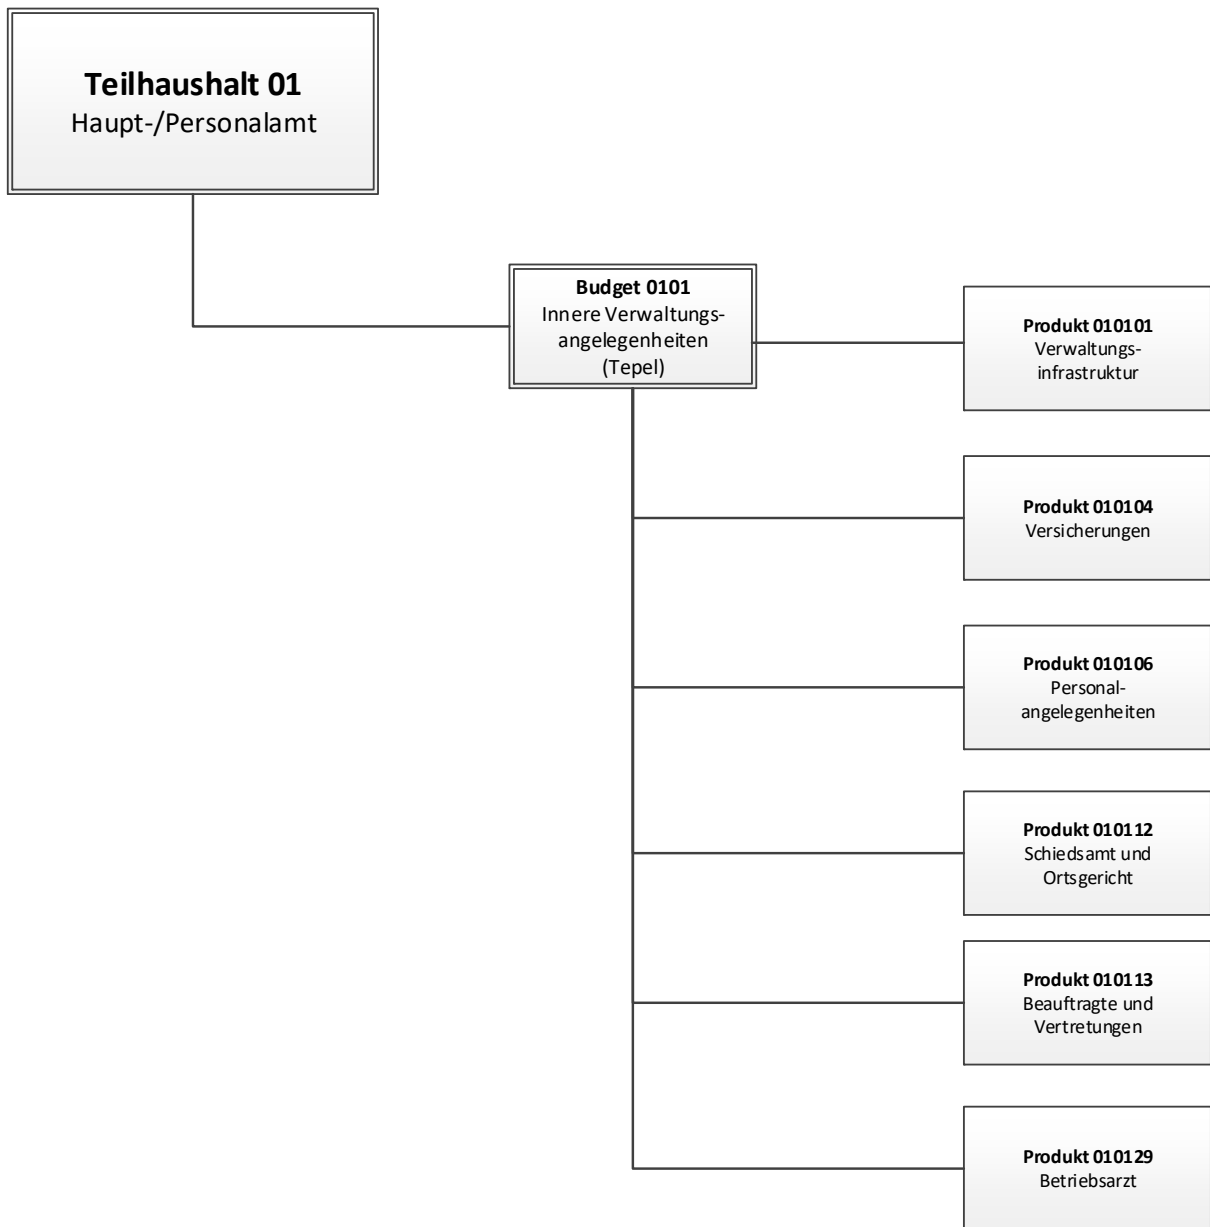 Teilhaushalt 01
Haupt-/Personalamt
Budget 0101
Innere Verwaltungs-
angelegenheiten
(Tepel)
Produkt 010101
Verwaltungs-
infrastruktur
Produkt 010104
Versicherungen
Produkt 010106
Personal-
angelegenheiten
Produkt 010112
Schiedsamt und
Ortsgericht
Produkt 010113
Beauftragte und
Vertretungen
Produkt 010129
Betriebsarzt